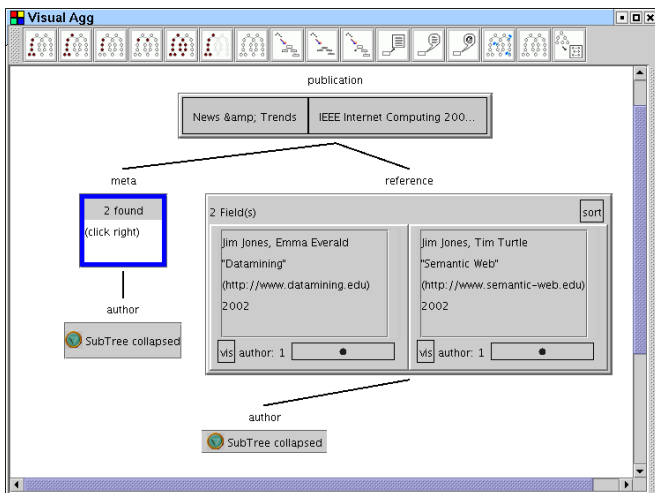 Visual Agg
publication
News &amp; Trends
IEEE Internet Computing 200...
meta
reference
2 found
(click right)
2 Field(s)
sort
Jim Jones, Emma Everald
"Datamining"
(http://www.datamining.edu)
2002
vis author: 1
Jim Jones, Tim Turtle
"Semantic Web"
(http://www.semantic-web.edu)
2002
vis author: 1
author
SubTree collapsed
author
SubTree collapsed